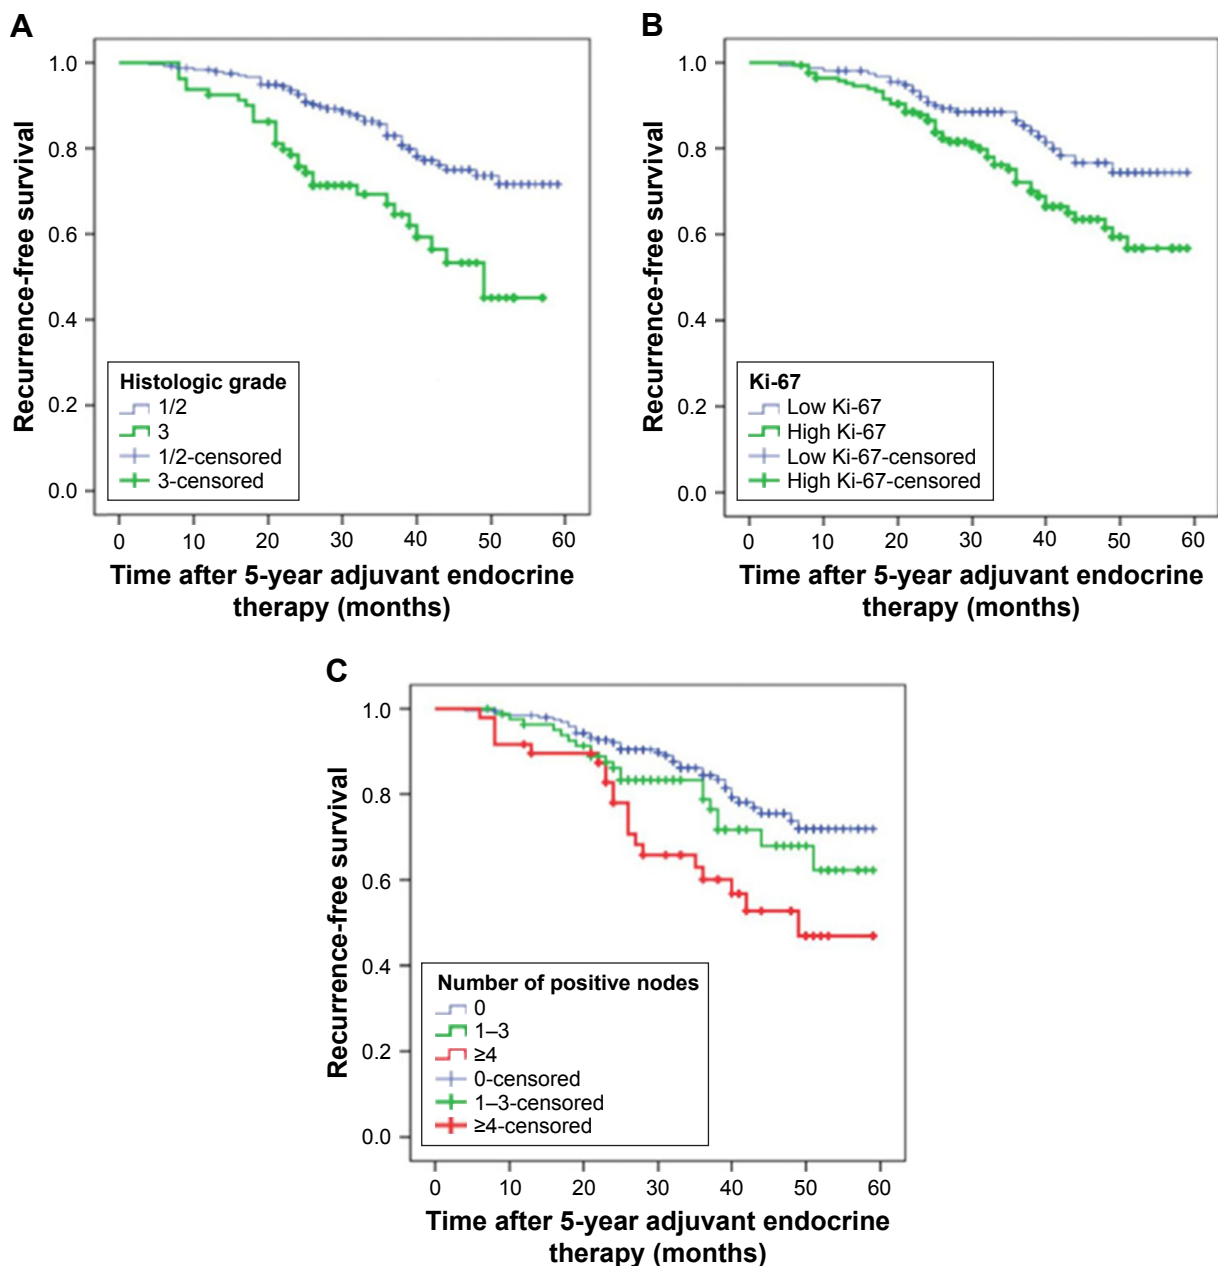 A
1.0
0.8
0.6
0.4
0.2
0.0
Recurrence-free survival
Histologic grade
1/2
3
1/2-censored
3-censored
0 10 20 30 40 50 60
Time after 5-year adjuvant endocrine
therapy (months)
B
1.0
0.8
0.6
0.4
0.2
0.0
Recurrence-free survival
Ki-67
Low Ki-67
High Ki-67
Low Ki-67-censored
High Ki-67-censored
0 10 20 30 40 50 60
Time after 5-year adjuvant endocrine
therapy (months)
C
1.0
0.8
0.6
0.4
0.2
0.0
Recurrence-free survival
Number of positive nodes
0
1–3
≥4
0-censored
1–3-censored
≥4-censored
0 10 20 30 40 50 60
Time after 5-year adjuvant endocrine
therapy (months)